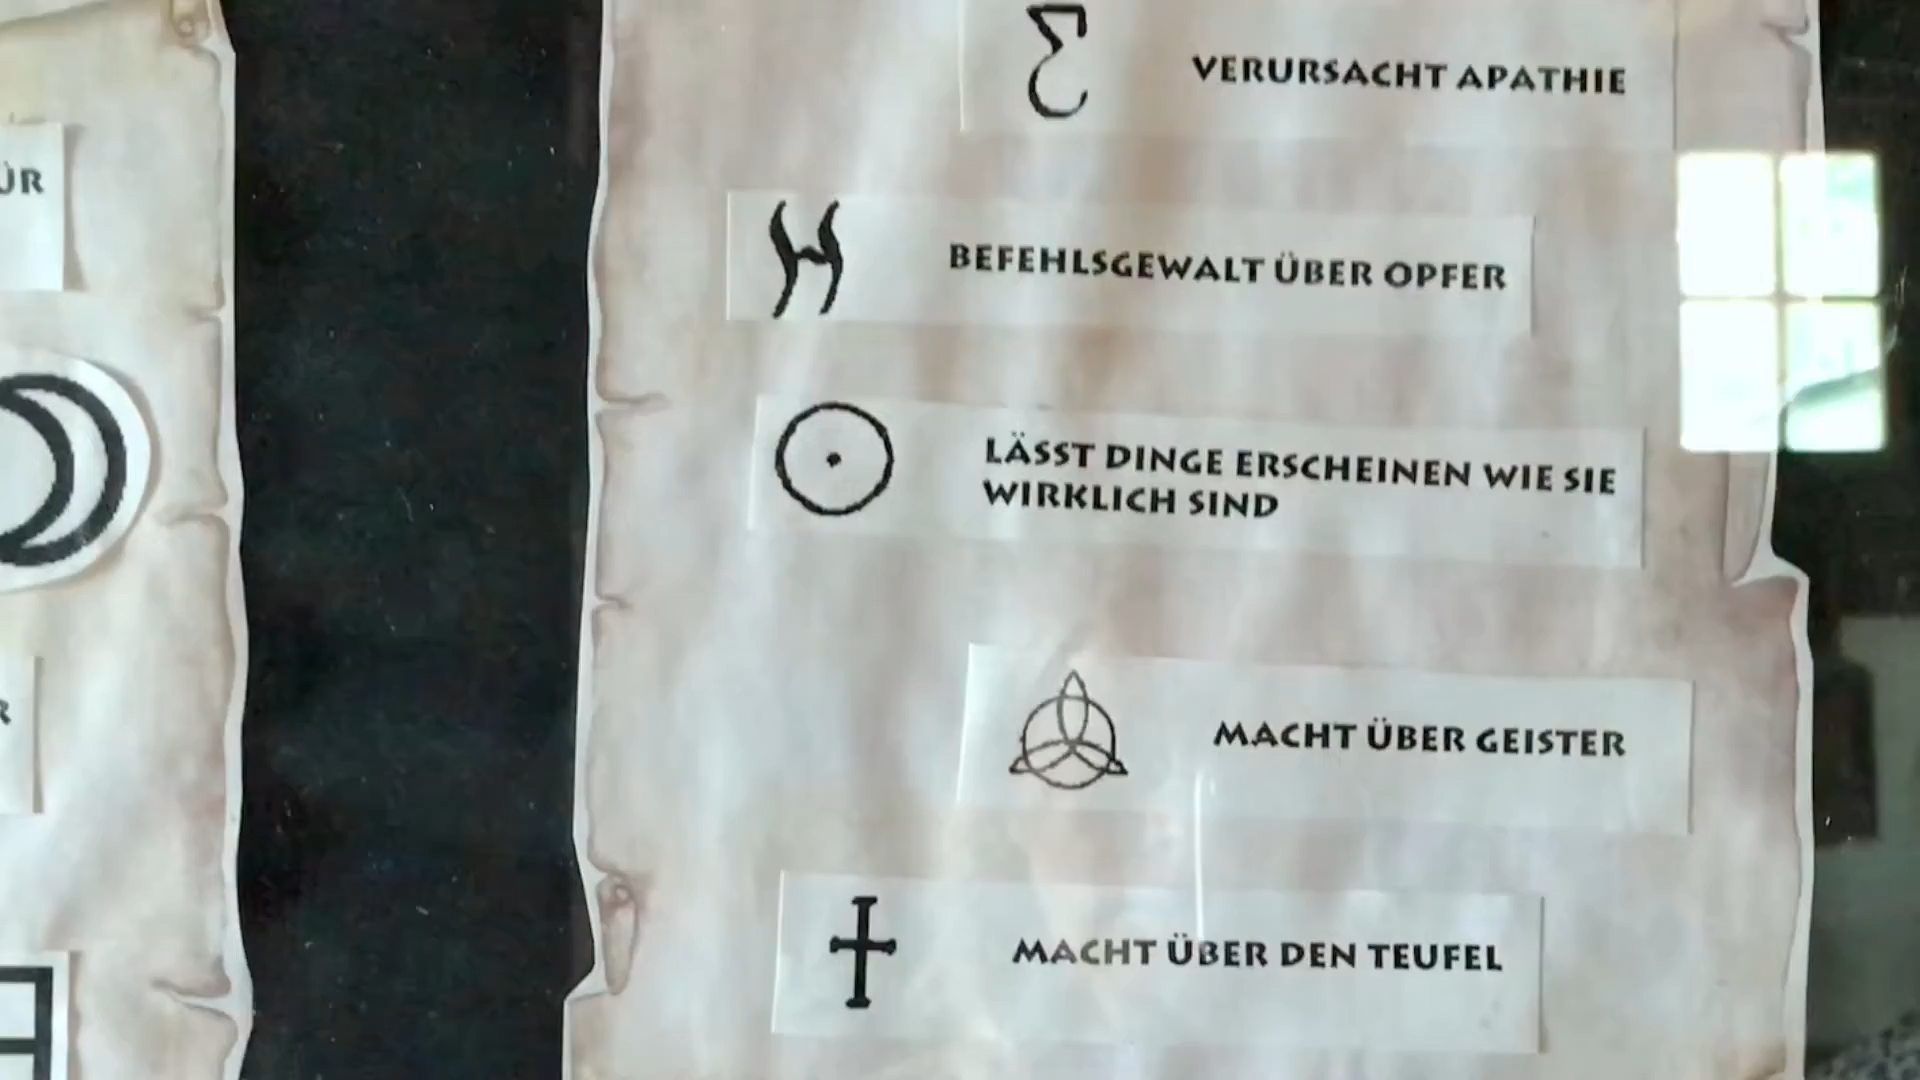 VERURSACHT APATHIE
BEFEHLSGEWALT ÜBER OPFER
LÄSST DINGE ERSCHEINEN WIE SIE
WIRKLICH SIND
MACHT ÜBER GEISTER
MACHT ÜBER DEN TEUFEL